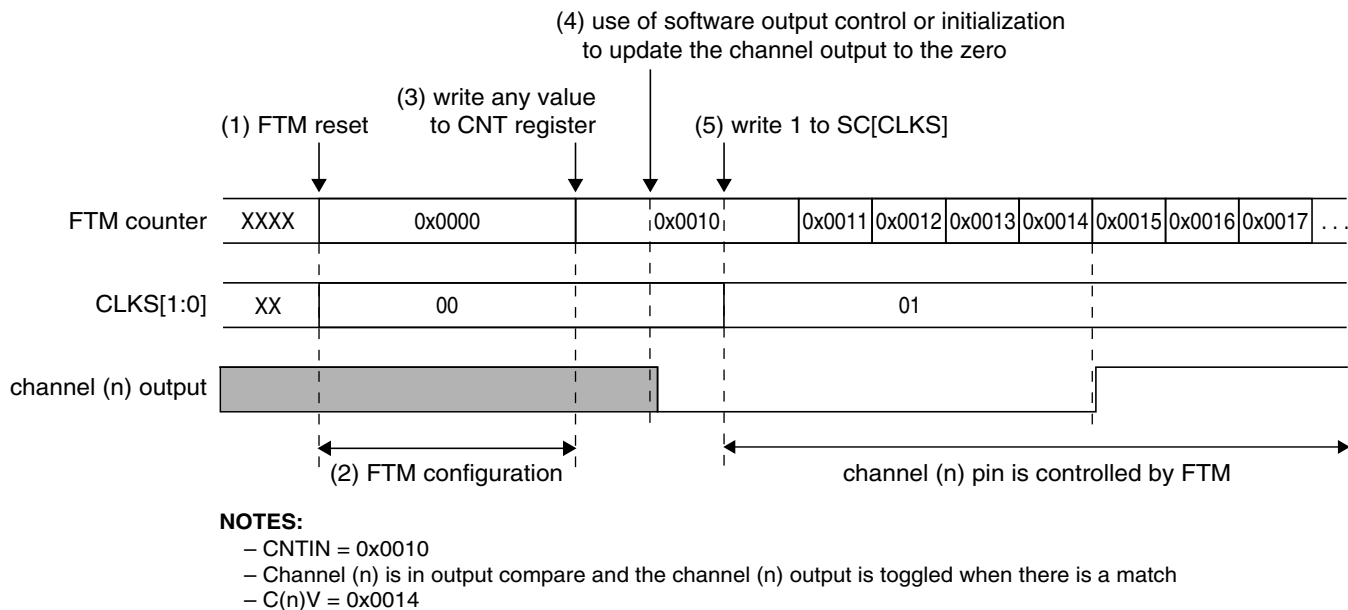 (4) use of software output control or initialization
to update the channel output to the zero
(3) write any value
to CNT register
(1) FTM reset
(5) write 1 to SC[CLKS]
FTM counter XXXX 0x0000 0x0010 0x0011 0x0012 0x0013 0x0014 0x0015 0x0016 0x0017 . . .
CLKS[1:0] XX 00 01
channel (n) output
(2) FTM configuration
channel (n) pin is controlled by FTM
NOTES:
– CNTIN = 0x0010
– Channel (n) is in output compare and the channel (n) output is toggled when there is a match
– C(n)V = 0x0014